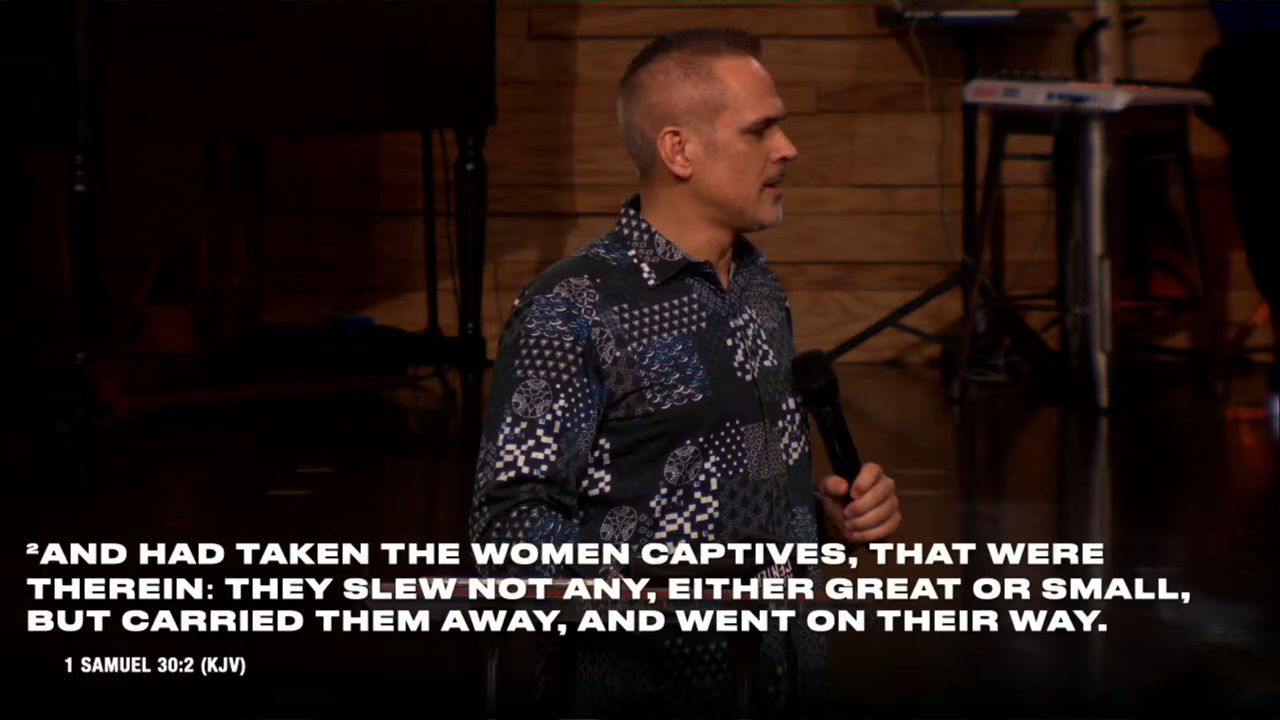 ²AND HAD TAKEN THE WOMEN CAPTIVES, THAT WERE
THEREIN: THEY SLEW NOT ANY, EITHER GREAT OR SMALL,
BUT CARRIED THEM AWAY, AND WENT ON THEIR WAY.
1 SAMUEL 30:2 (KJV)